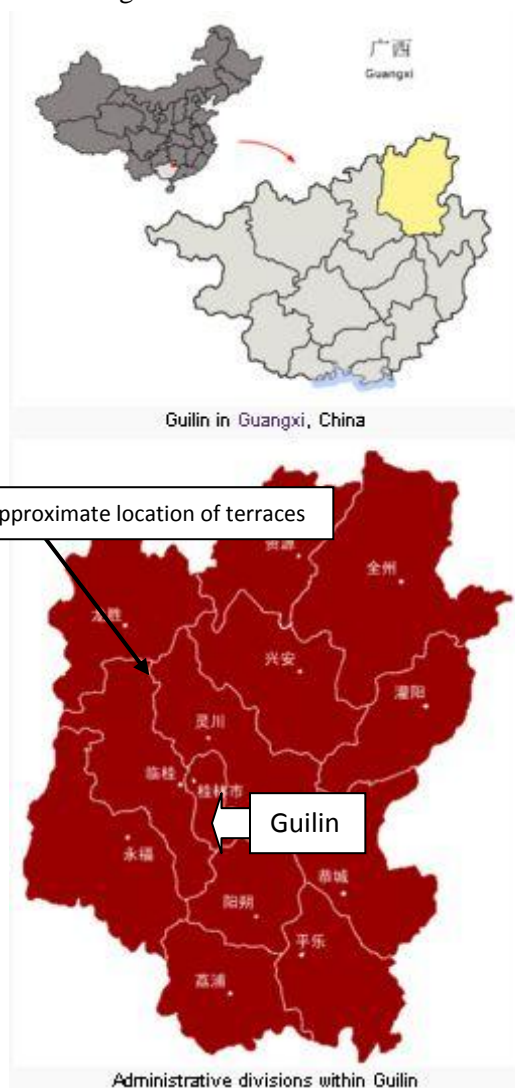 广西
Guangxi
Guilin in Guangxi, China
pproximate location of terraces
资源
全州
龙胜
兴安
灌阳
灵川
临桂
桂林市
Guilin
永福
恭城
阳朔
平乐
荔浦
Administrative divisions within Guilin